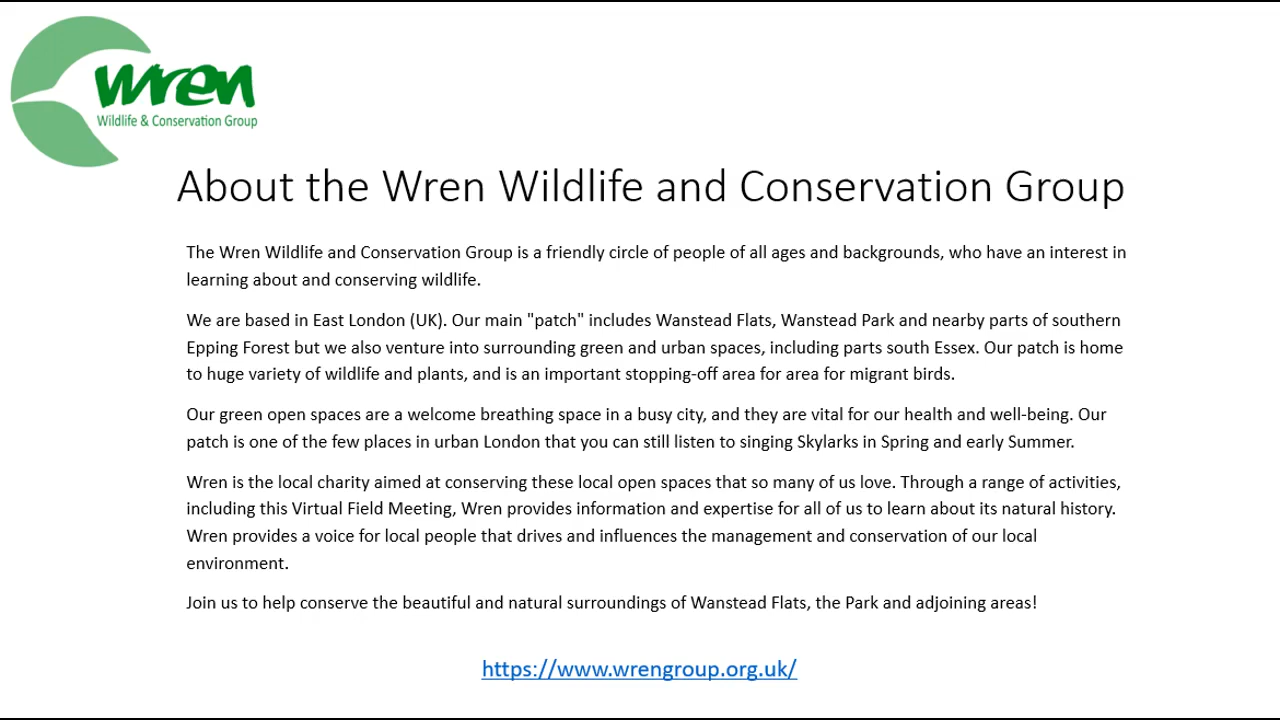 wren
Wildlife & Conservation Group
About the Wren Wildlife and Conservation Group
The Wren Wildlife and Conservation Group is a friendly circle of people of all ages and backgrounds, who have an interest in
learning about and conserving wildlife.
We are based in East London (UK). Our main "patch" includes Wanstead Flats, Wanstead Park and nearby parts of southern
Epping Forest but we also venture into surrounding green and urban spaces, including parts south Essex. Our patch is home
to huge variety of wildlife and plants, and is an important stopping-off area for area for migrant birds.
Our green open spaces are a welcome breathing space in a busy city, and they are vital for our health and well-being. Our
patch is one of the few places in urban London that you can still listen to singing Skylarks in Spring and early Summer.
Wren is the local charity aimed at conserving these local open spaces that so many of us love. Through a range of activities,
including this Virtual Field Meeting, Wren provides information and expertise for all of us to learn about its natural history.
Wren provides a voice for local people that drives and influences the management and conservation of our local
environment.
Join us to help conserve the beautiful and natural surroundings of Wanstead Flats, the Park and adjoining areas!
https://www.wrengroup.org.uk/